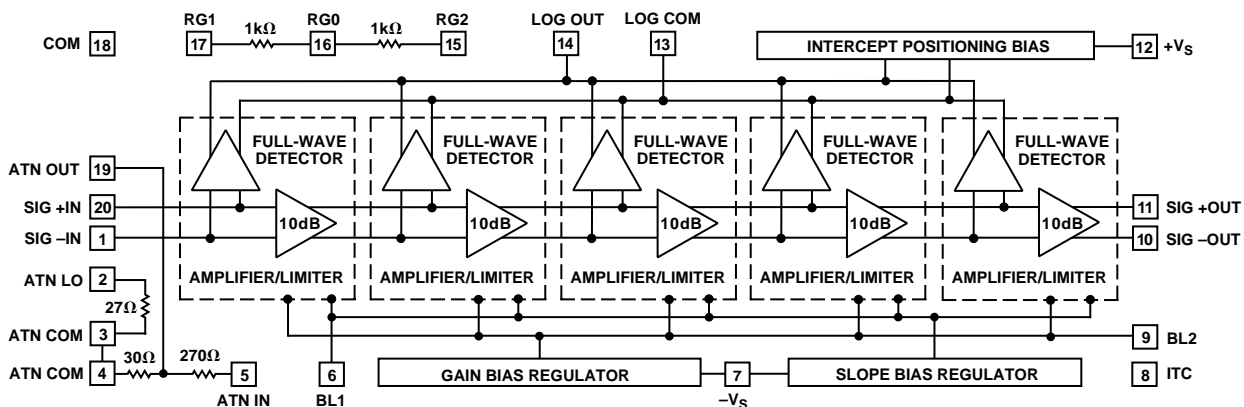 RG1 1kΩ RG0 1kΩ RG2 LOG OUT LOG COM
COM 18 17 16 15 14 13 INTERCEPT POSITIONING BIAS 12 +VS
FULL-WAVE DETECTOR FULL-WAVE DETECTOR FULL-WAVE DETECTOR FULL-WAVE DETECTOR FULL-WAVE DETECTOR
ATN OUT 19
SIG +IN 20 11 SIG +OUT
10dB 10dB 10dB 10dB 10dB
SIG –IN 1 10 SIG –OUT
AMPLIFIER/LIMITER AMPLIFIER/LIMITER AMPLIFIER/LIMITER AMPLIFIER/LIMITER AMPLIFIER/LIMITER
ATN LO 2
27Ω
ATN COM 3 9 BL2
30Ω 270Ω
ATN COM 4 5 6 GAIN BIAS REGULATOR 7 SLOPE BIAS REGULATOR 8 ITC
ATN IN BL1 –VS